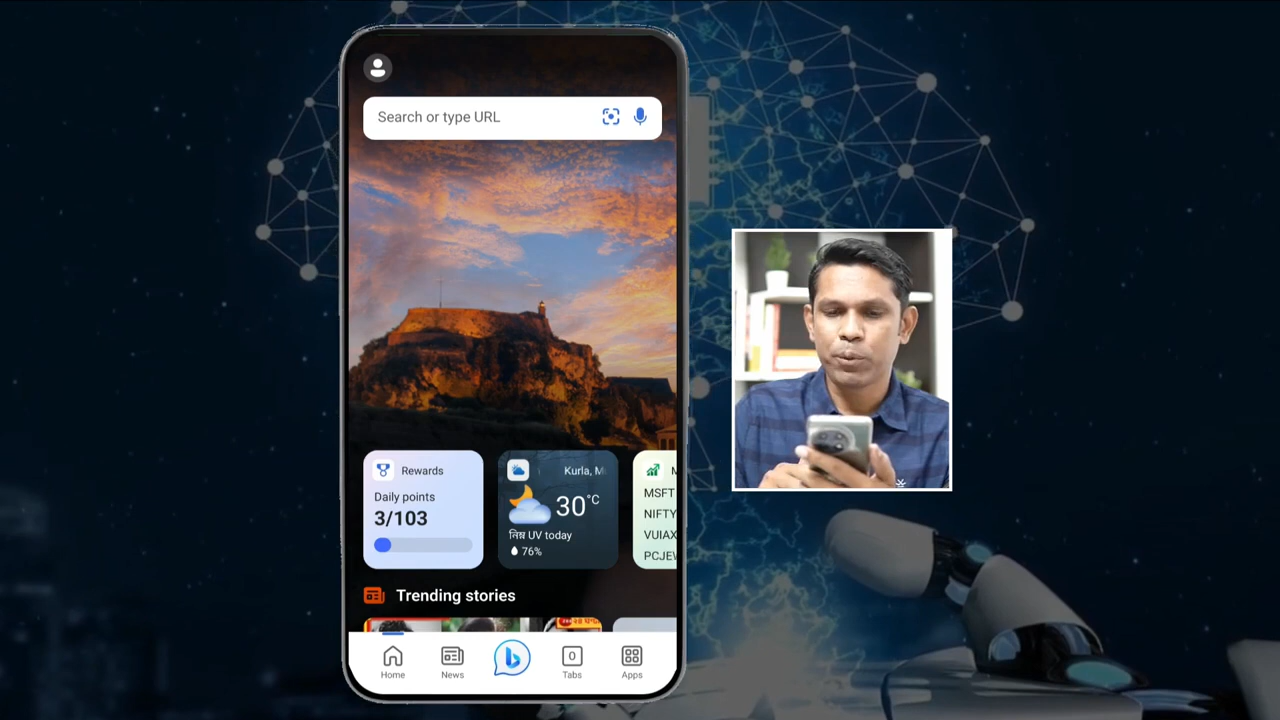 Search or type URL
Rewards
Daily points
3/103
Kurla, M
30°C
निम्न UV today
76%
MSFT
NIFTY
VUIAX
PCJEW
Trending stories
0
Home
News
Tabs
Apps